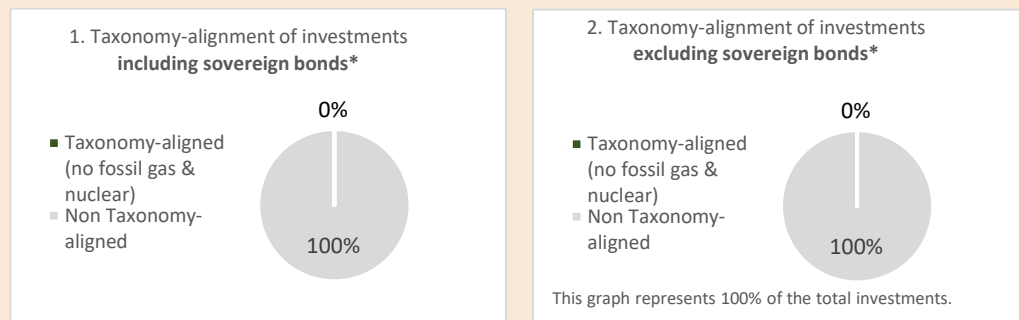 1. Taxonomy-alignment of investments
including sovereign bonds*
0%
Taxonomy-aligned
(no fossil gas &
nuclear)
Non Taxonomy-
aligned
100%
2. Taxonomy-alignment of investments
excluding sovereign bonds*
0%
Taxonomy-aligned
(no fossil gas &
nuclear)
Non Taxonomy-
aligned
100%
This graph represents 100% of the total investments.